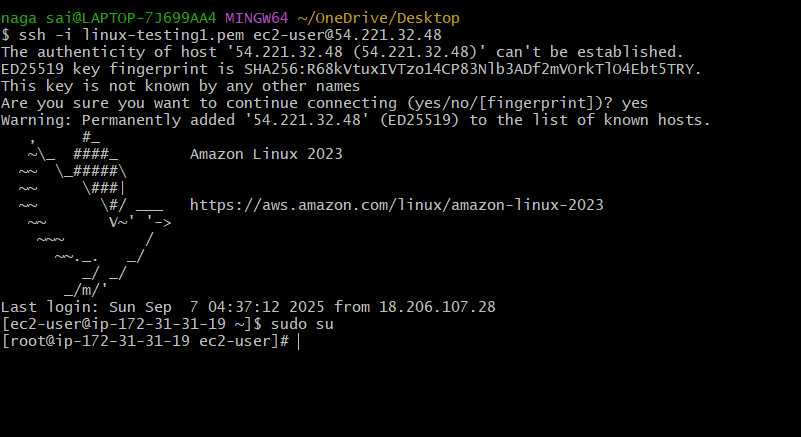 naga sai@LAPTOP-7J699AA4 MINGW64 ~/OneDrive/Desktop
$ ssh -i linux-testing1.pem ec2-user@54.221.32.48
The authenticity of host '54.221.32.48 (54.221.32.48)' can't be established.
ED25519 key fingerprint is SHA256:R68kVtuxIVTzo14CP83Nlb3ADf2mVOrkTlO4Ebt5TRY.
This key is not known by any other names
Are you sure you want to continue connecting (yes/no/[fingerprint])? yes
Warning: Permanently added '54.221.32.48' (ED25519) to the list of known hosts.
   ,     #_
   ~\_  ####_        Amazon Linux 2023
  ~~  \_#####\
  ~~     \###|
  ~~       \#/ ___   https://aws.amazon.com/linux/amazon-linux-2023
   ~~       V~' '->
    ~~~         /
      ~~._.   _/
         _/ _/
       _/m/'
Last login: Sun Sep  7 04:37:12 2025 from 18.206.107.28
[ec2-user@ip-172-31-31-19 ~]$ sudo su
[root@ip-172-31-31-19 ec2-user]#